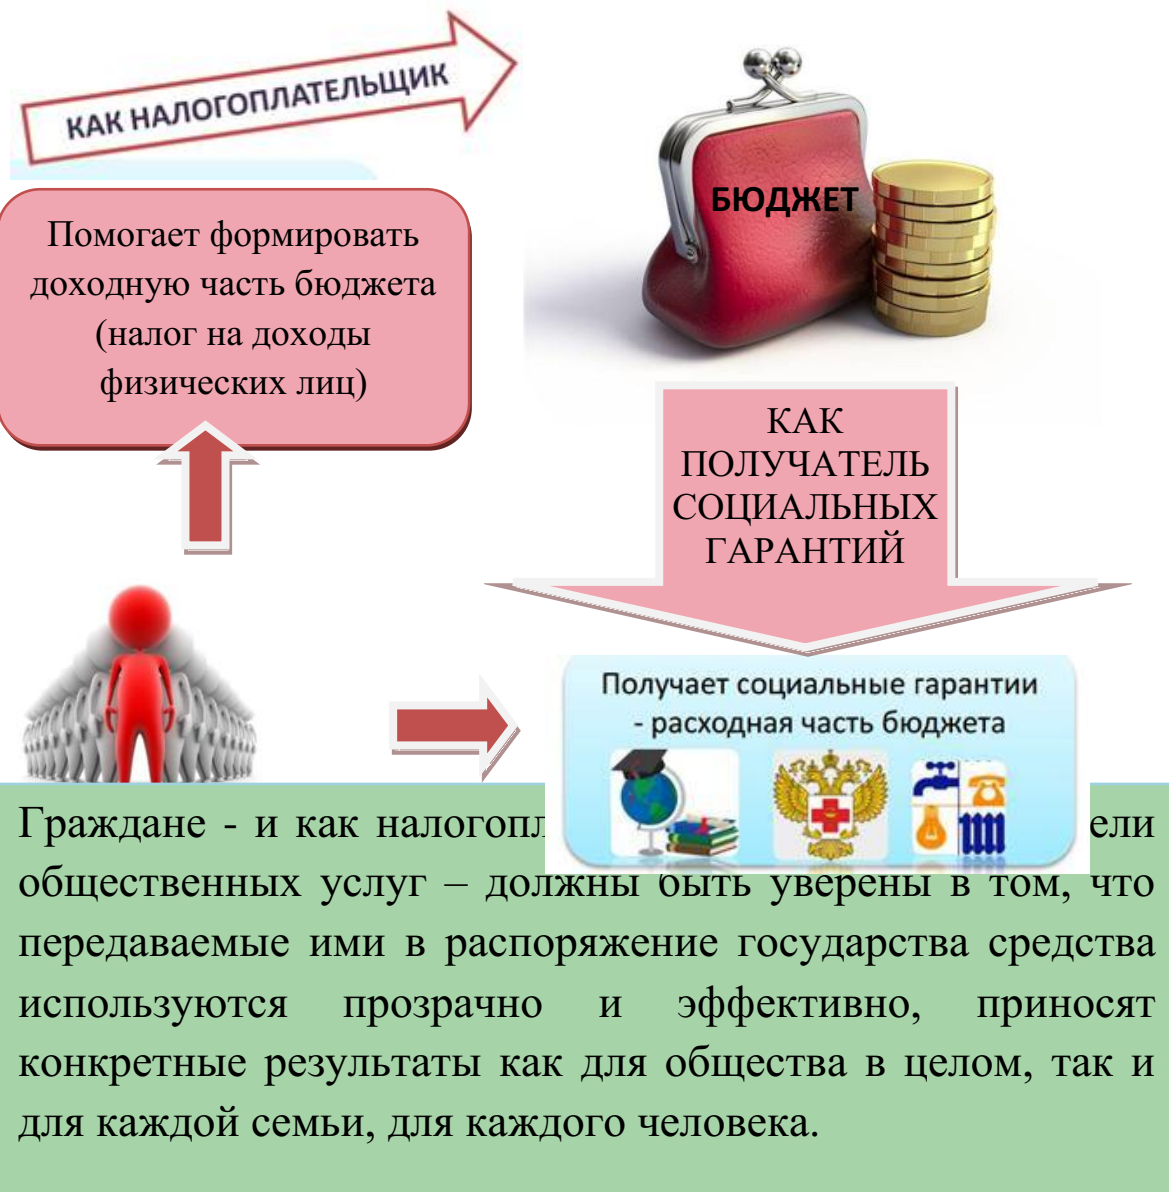 КАК НАЛОГОПЛАТЕЛЬЩИК
БЮДЖЕТ
Помогает формировать
доходную часть бюджета
(налог на доходы
физических лиц)
КАК
ПОЛУЧАТЕЛЬ
СОЦИАЛЬНЫХ
ГАРАНТИЙ
Получает социальные гарантии
- расходная часть бюджета
Граждане - и как
общественных услуг – должны быть уверены в том, что
передаваемые ими в распоряжение государства средства
используются прозрачно и эффективно, приносят
конкретные результаты как для общества в целом, так и
для каждой семьи, для каждого человека.